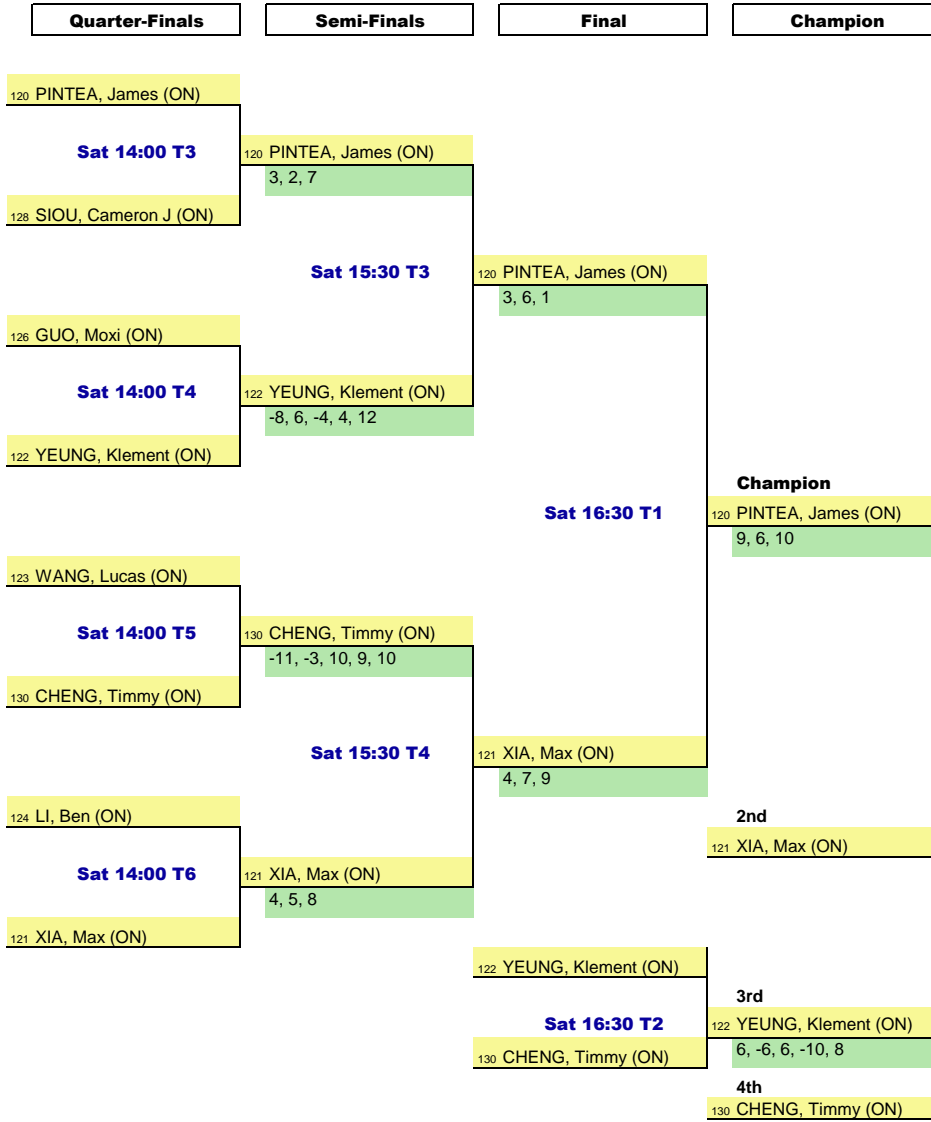 Quarter-Finals Semi-Finals Final Champion
120 PINTEA, James (ON)
Sat 14:00 T3
120 PINTEA, James (ON)
3, 2, 7
128 SIOU, Cameron J (ON)
Sat 15:30 T3
120 PINTEA, James (ON)
3, 6, 1
126 GUO, Moxi (ON)
Sat 14:00 T4
122 YEUNG, Klement (ON)
-8, 6, -4, 4, 12
122 YEUNG, Klement (ON)
Champion
Sat 16:30 T1
120 PINTEA, James (ON)
9, 6, 10
123 WANG, Lucas (ON)
Sat 14:00 T5
130 CHENG, Timmy (ON)
-11, -3, 10, 9, 10
130 CHENG, Timmy (ON)
Sat 15:30 T4
121 XIA, Max (ON)
4, 7, 9
124 LI, Ben (ON)
2nd
121 XIA, Max (ON)
Sat 14:00 T6
121 XIA, Max (ON)
4, 5, 8
121 XIA, Max (ON)
122 YEUNG, Klement (ON)
3rd
Sat 16:30 T2
122 YEUNG, Klement (ON)
6, -6, 6, -10, 8
130 CHENG, Timmy (ON)
4th
130 CHENG, Timmy (ON)